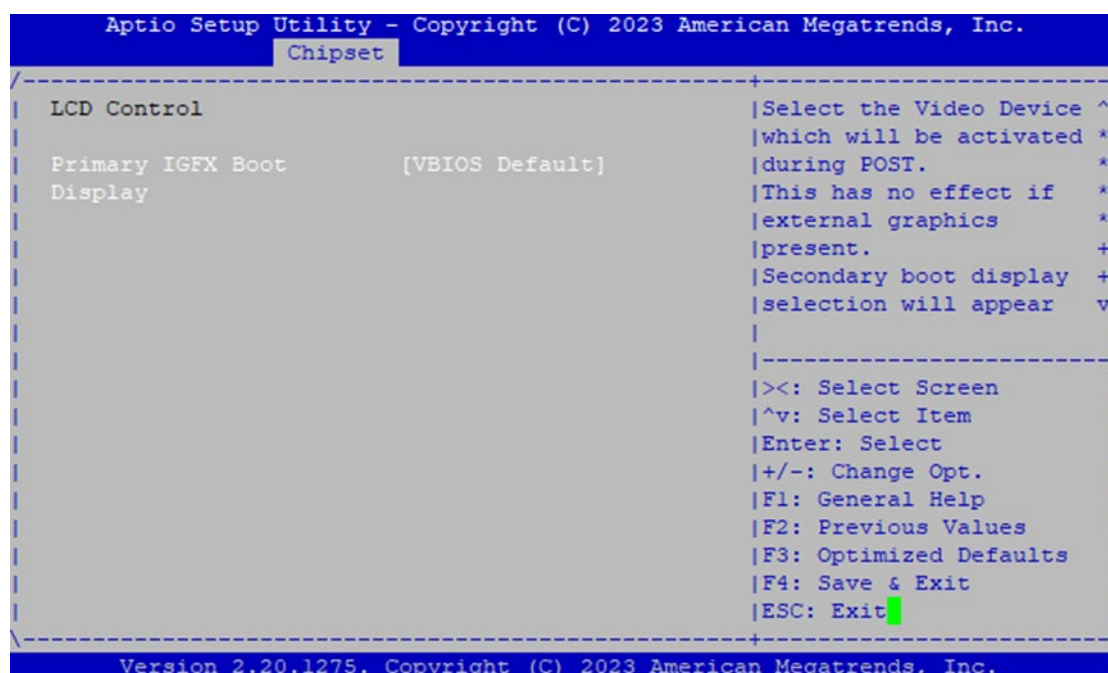 Aptio Setup Utility - Copyright (C) 2023 American Megatrends, Inc.
Chipset
/-------------------------------------------------------+-------------------------
LCD Control
Primary IGFX Boot [VBIOS Default]
Display
|Select the Video Device ^
|which will be activated *
|during POST. *
|This has no effect if *
|external graphics *
|present. +
|Secondary boot display +
|selection will appear v
|><: Select Screen
|^v: Select Item
|Enter: Select
|+/-: Change Opt.
|F1: General Help
|F2: Previous Values
|F3: Optimized Defaults
|F4: Save & Exit
|ESC: Exit
\-------------------------------------------------------+-------------------------
Version 2.20.1275. Copyright (C) 2023 American Megatrends, Inc.